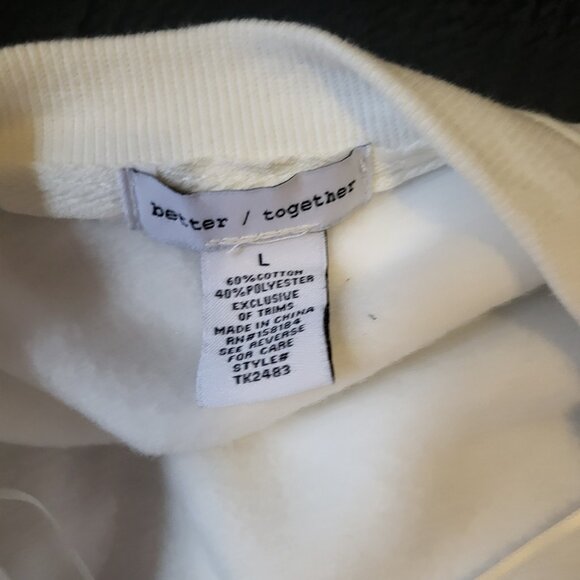 better / together
L
60%COTTON
40%POLYESTER
EXCLUSIVE
OF TRIMS
MADE IN CHINA
RN#158184
SEE REVERSE
FOR CARE
STYLE#
TK2483